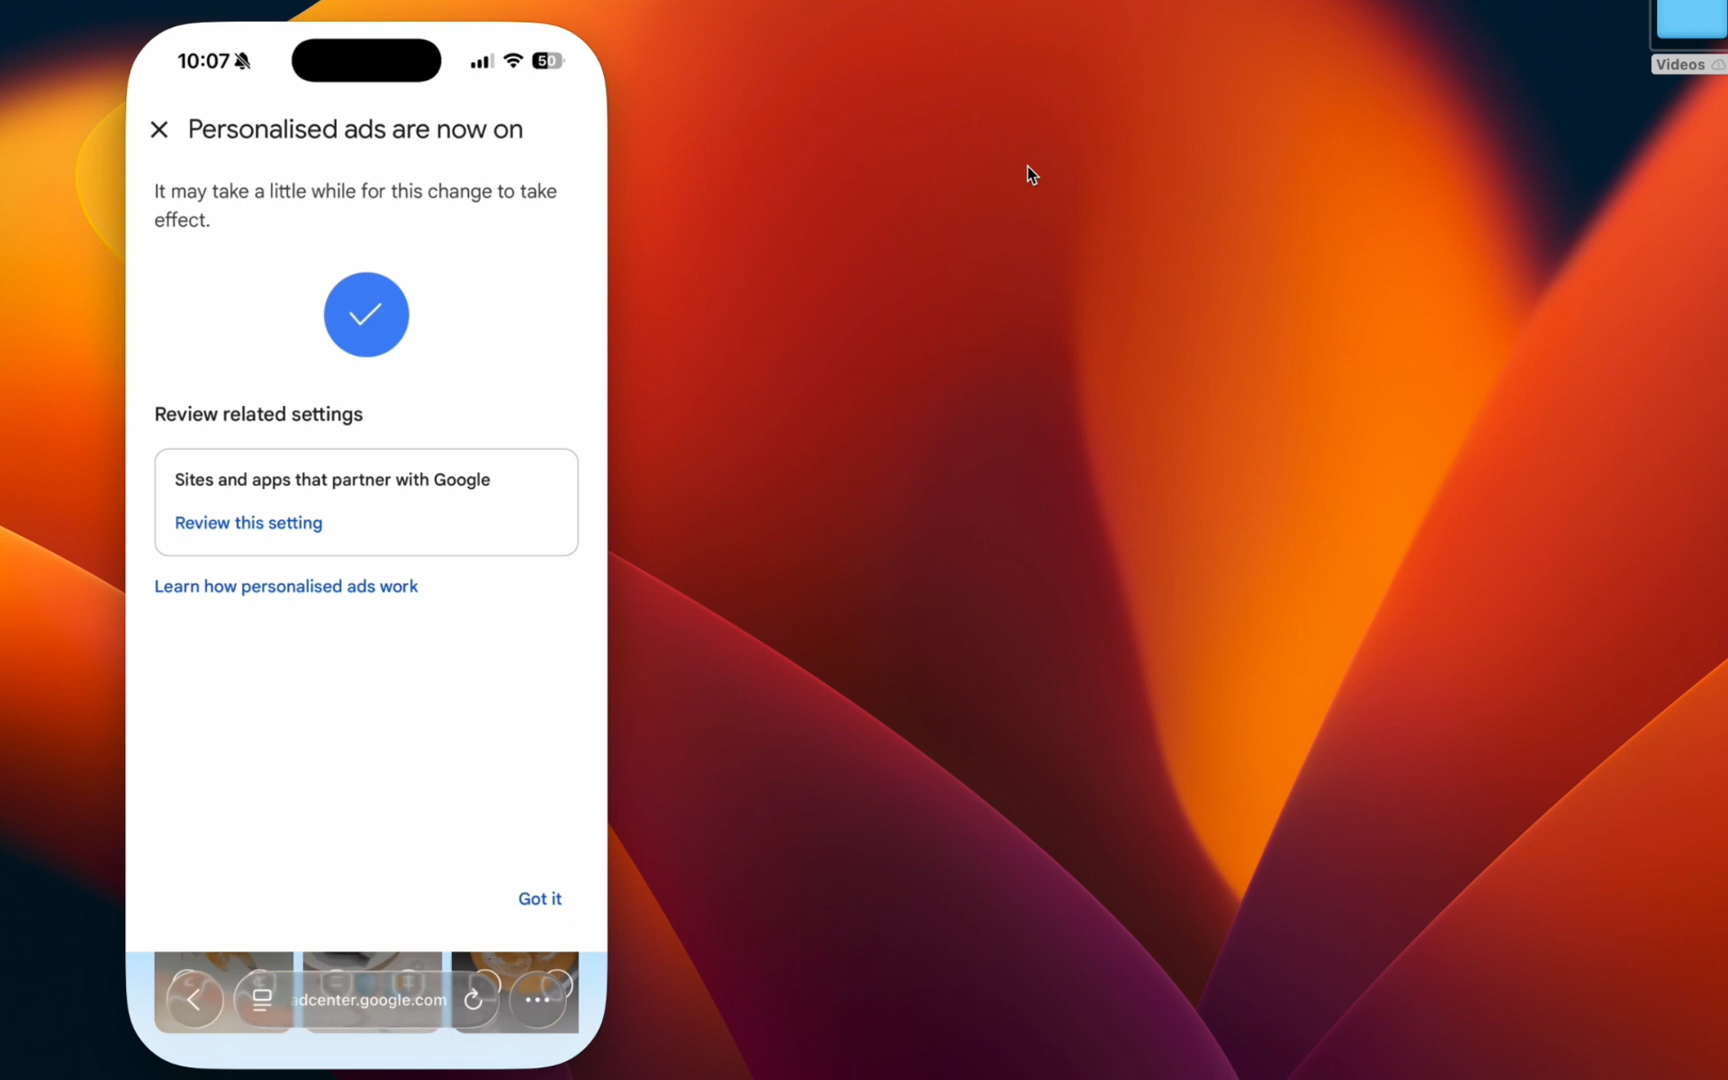 10:07
50
Videos
Personalised ads are now on
It may take a little while for this change to take
effect.
Review related settings
Sites and apps that partner with Google
Review this setting
Learn how personalised ads work
Got it
adcenter.google.com